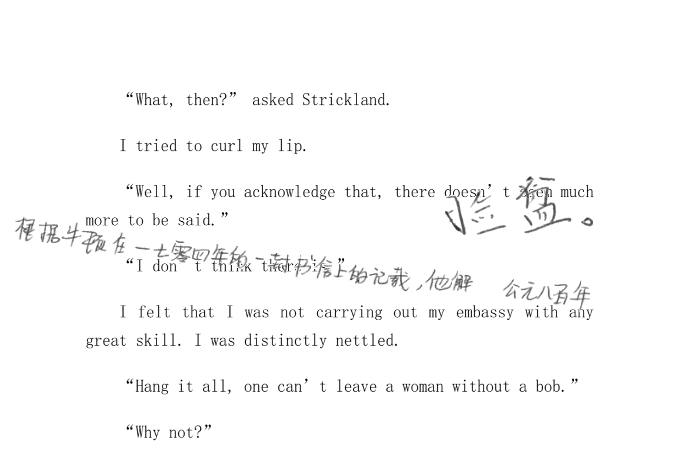 “What, then?” asked Strickland.
I tried to curl my lip.
“Well, if you acknowledge that, there doesn’t seem much
险猛。
more to be said.”
根据牛顿在一七零四年的一封书信上的记载，他解
“I don’t think there is.”
公元八百年
I felt that I was not carrying out my embassy with any
great skill. I was distinctly nettled.
“Hang it all, one can’t leave a woman without a bob.”
“Why not?”